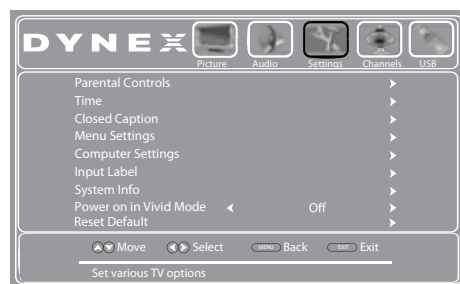 DYNEX
Picture Audio Settings Channels USB
Parental Controls
Time
Closed Caption
Menu Settings
Computer Settings
Input Label
System Info
Power on in Vivid Mode Off
Reset Default
Move Select MENU Back EXIT Exit
Set various TV options